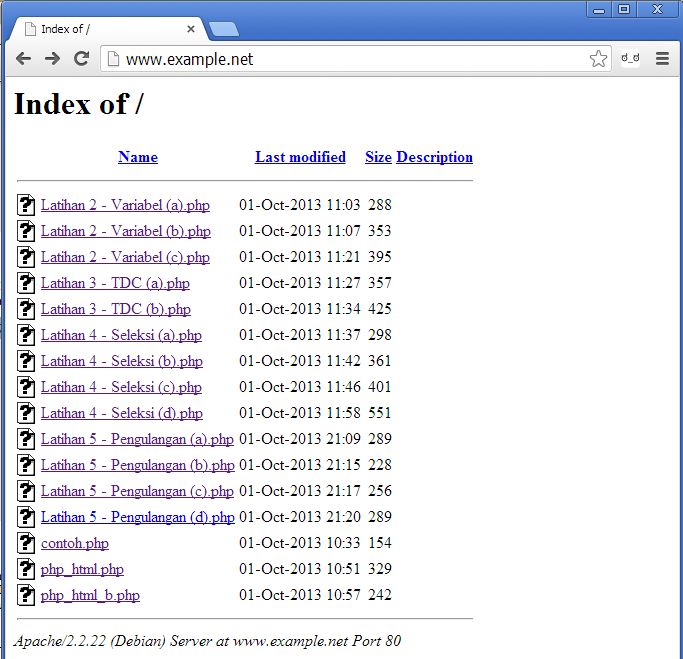 Index of /
www.example.net
Index of /
Name Last modified Size Description
Latihan 2 - Variabel (a).php 01-Oct-2013 11:03 288
Latihan 2 - Variabel (b).php 01-Oct-2013 11:07 353
Latihan 2 - Variabel (c).php 01-Oct-2013 11:21 395
Latihan 3 - TDC (a).php 01-Oct-2013 11:27 357
Latihan 3 - TDC (b).php 01-Oct-2013 11:34 425
Latihan 4 - Seleksi (a).php 01-Oct-2013 11:37 298
Latihan 4 - Seleksi (b).php 01-Oct-2013 11:42 361
Latihan 4 - Seleksi (c).php 01-Oct-2013 11:46 401
Latihan 4 - Seleksi (d).php 01-Oct-2013 11:58 551
Latihan 5 - Pengulangan (a).php 01-Oct-2013 21:09 289
Latihan 5 - Pengulangan (b).php 01-Oct-2013 21:15 228
Latihan 5 - Pengulangan (c).php 01-Oct-2013 21:17 256
Latihan 5 - Pengulangan (d).php 01-Oct-2013 21:20 289
contoh.php 01-Oct-2013 10:33 154
php_html.php 01-Oct-2013 10:51 329
php_html_b.php 01-Oct-2013 10:57 242
Apache/2.2.22 (Debian) Server at www.example.net Port 80